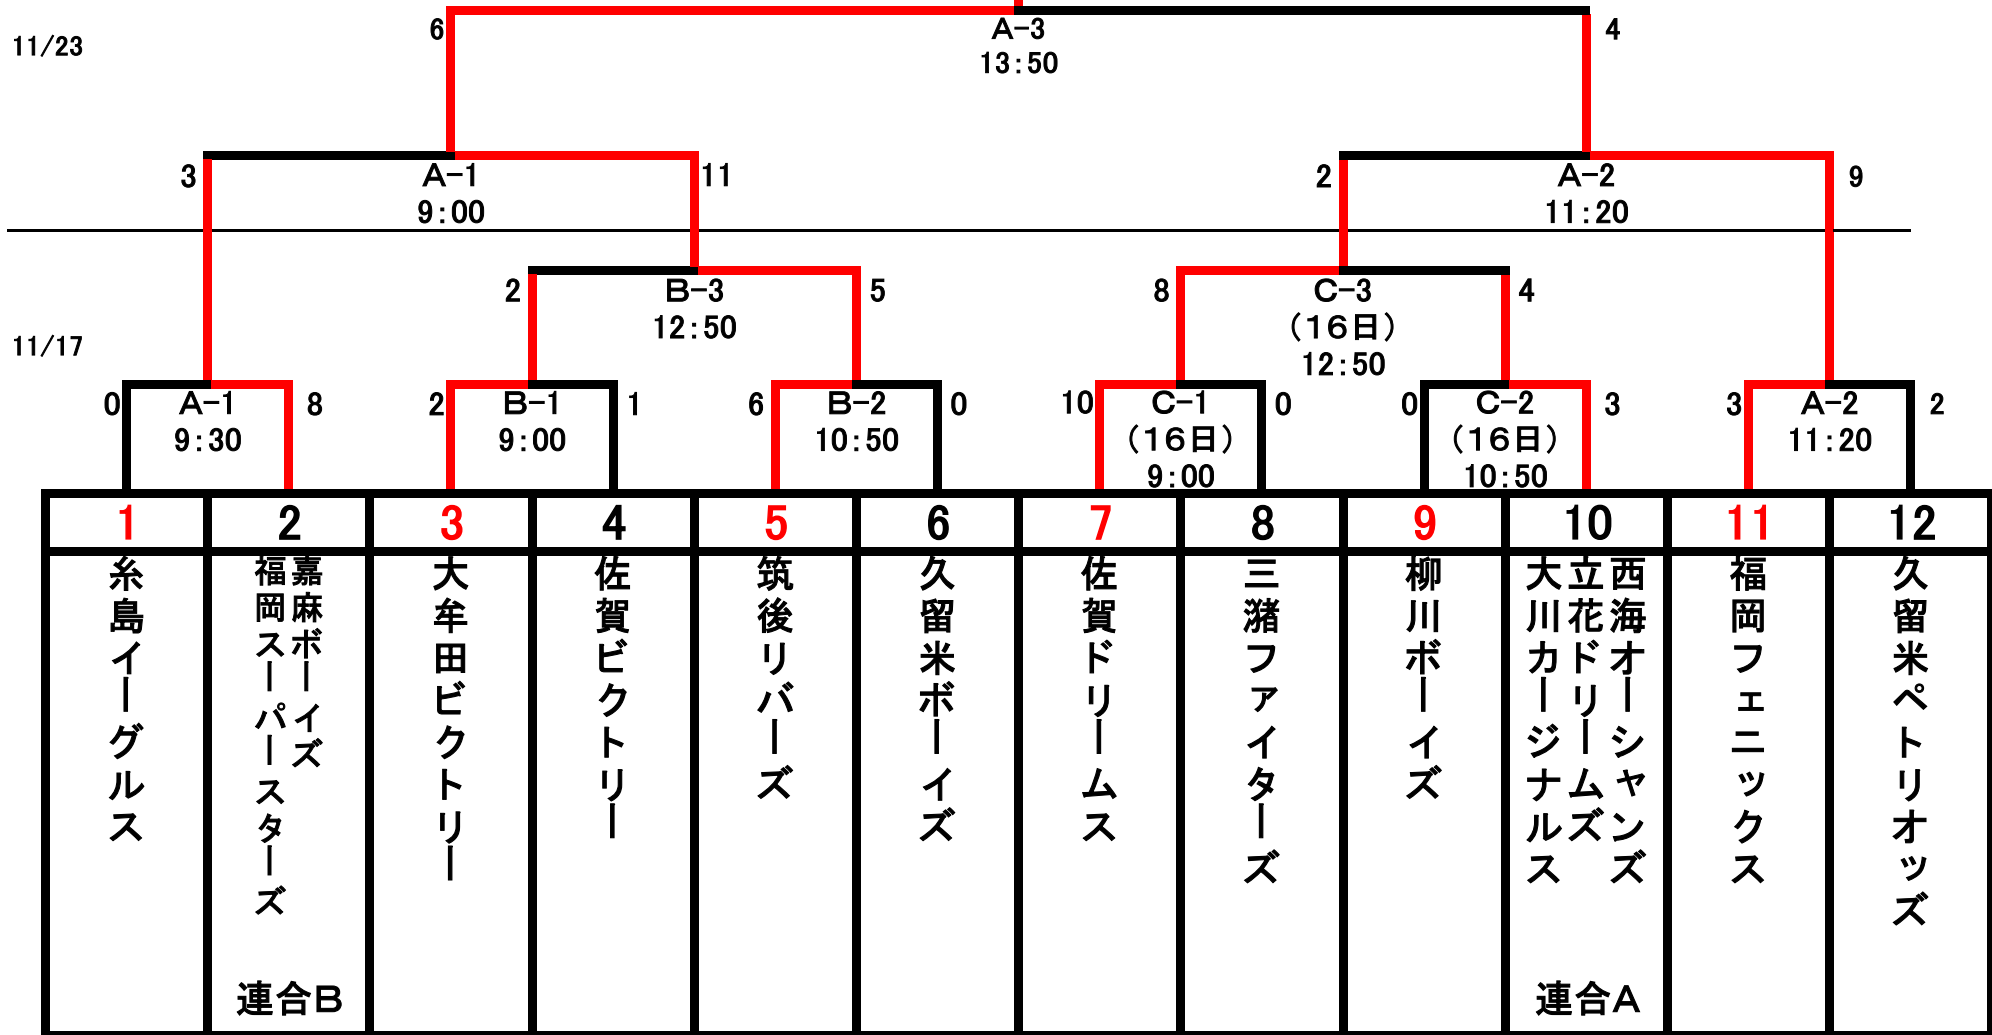 6
A-3
4
11/23
13:50
3
A-1
11
2
A-2
9
9:00
11:20
2
B-3
5
8
C-3
4
12:50
(16日)
11/17
12:50
0
A-1
8
2
B-1
1
6
B-2
0
10
C-1
0
0
C-2
3
3
A-2
2
9:30
9:00
10:50
(16日)
(16日)
11:20
9:00
10:50
1
2
3
4
5
6
7
8
9
10
11
12
糸島イーグルス
嘉麻ボーイズ
福岡スーパースターズ
連合B
大牟田ビクトリー
佐賀ビクトリー
筑後リバーズ
久留米ボーイズ
佐賀ドリームス
三潴ファイターズ
柳川ボーイズ
西海オーシャンズ
立花ドリームズ
大川カージナルス
連合A
福岡フェニックス
久留米ペトリオッズ